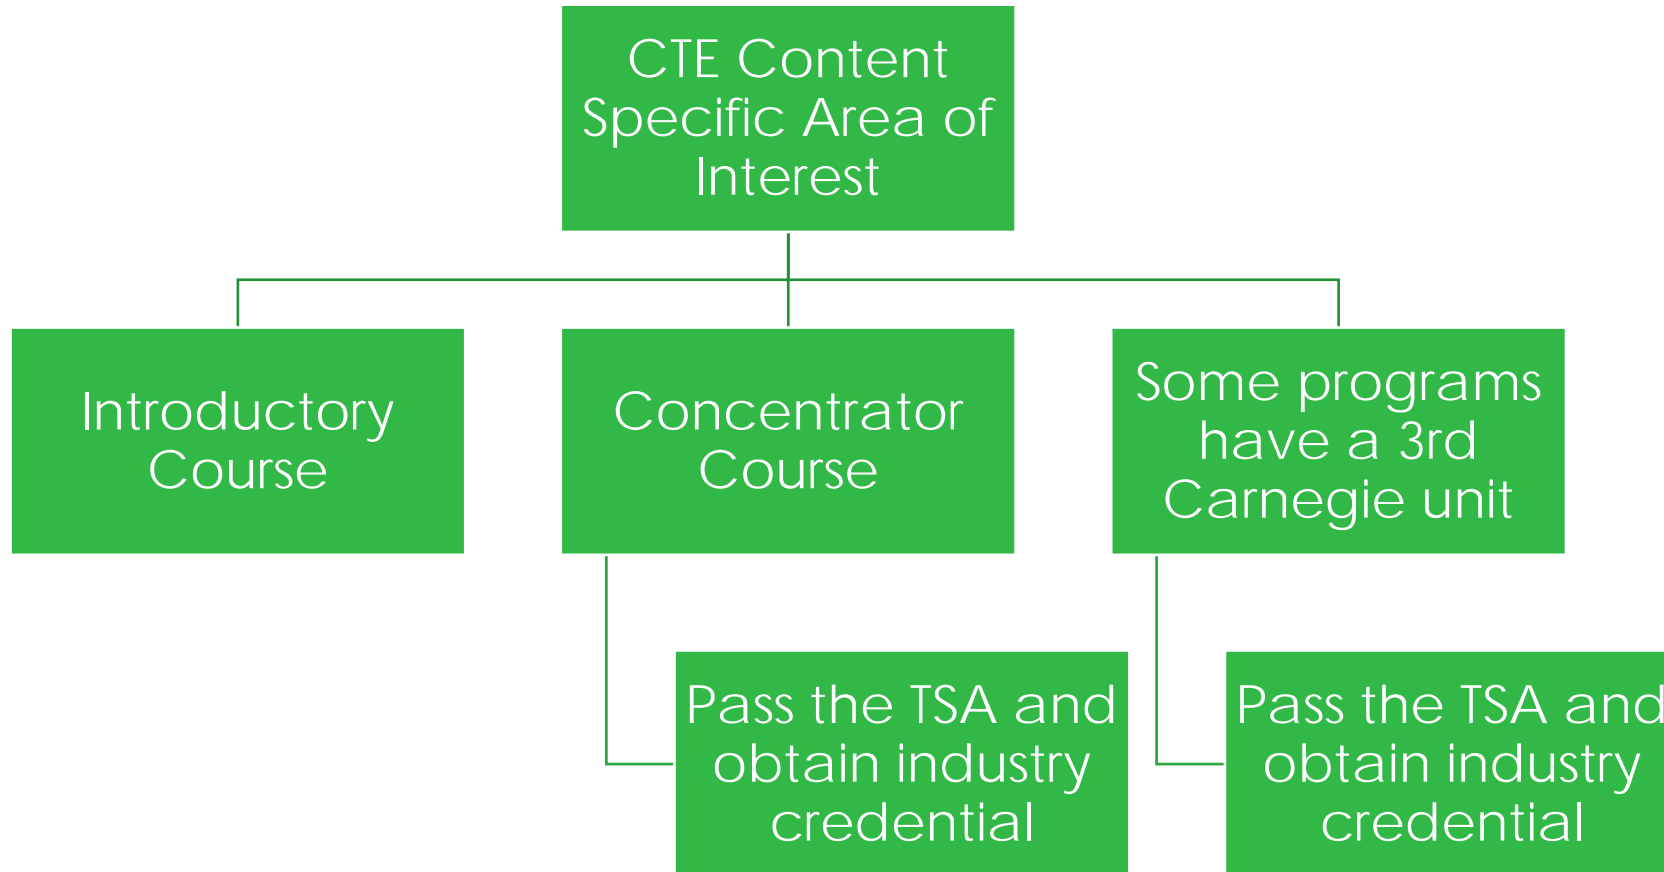 CTE Content
Specific Area of
Interest
Introductory
Course
Concentrator
Course
Some programs
have a 3rd
Carnegie unit
Pass the TSA and
obtain industry
credential
Pass the TSA and
obtain industry
credential